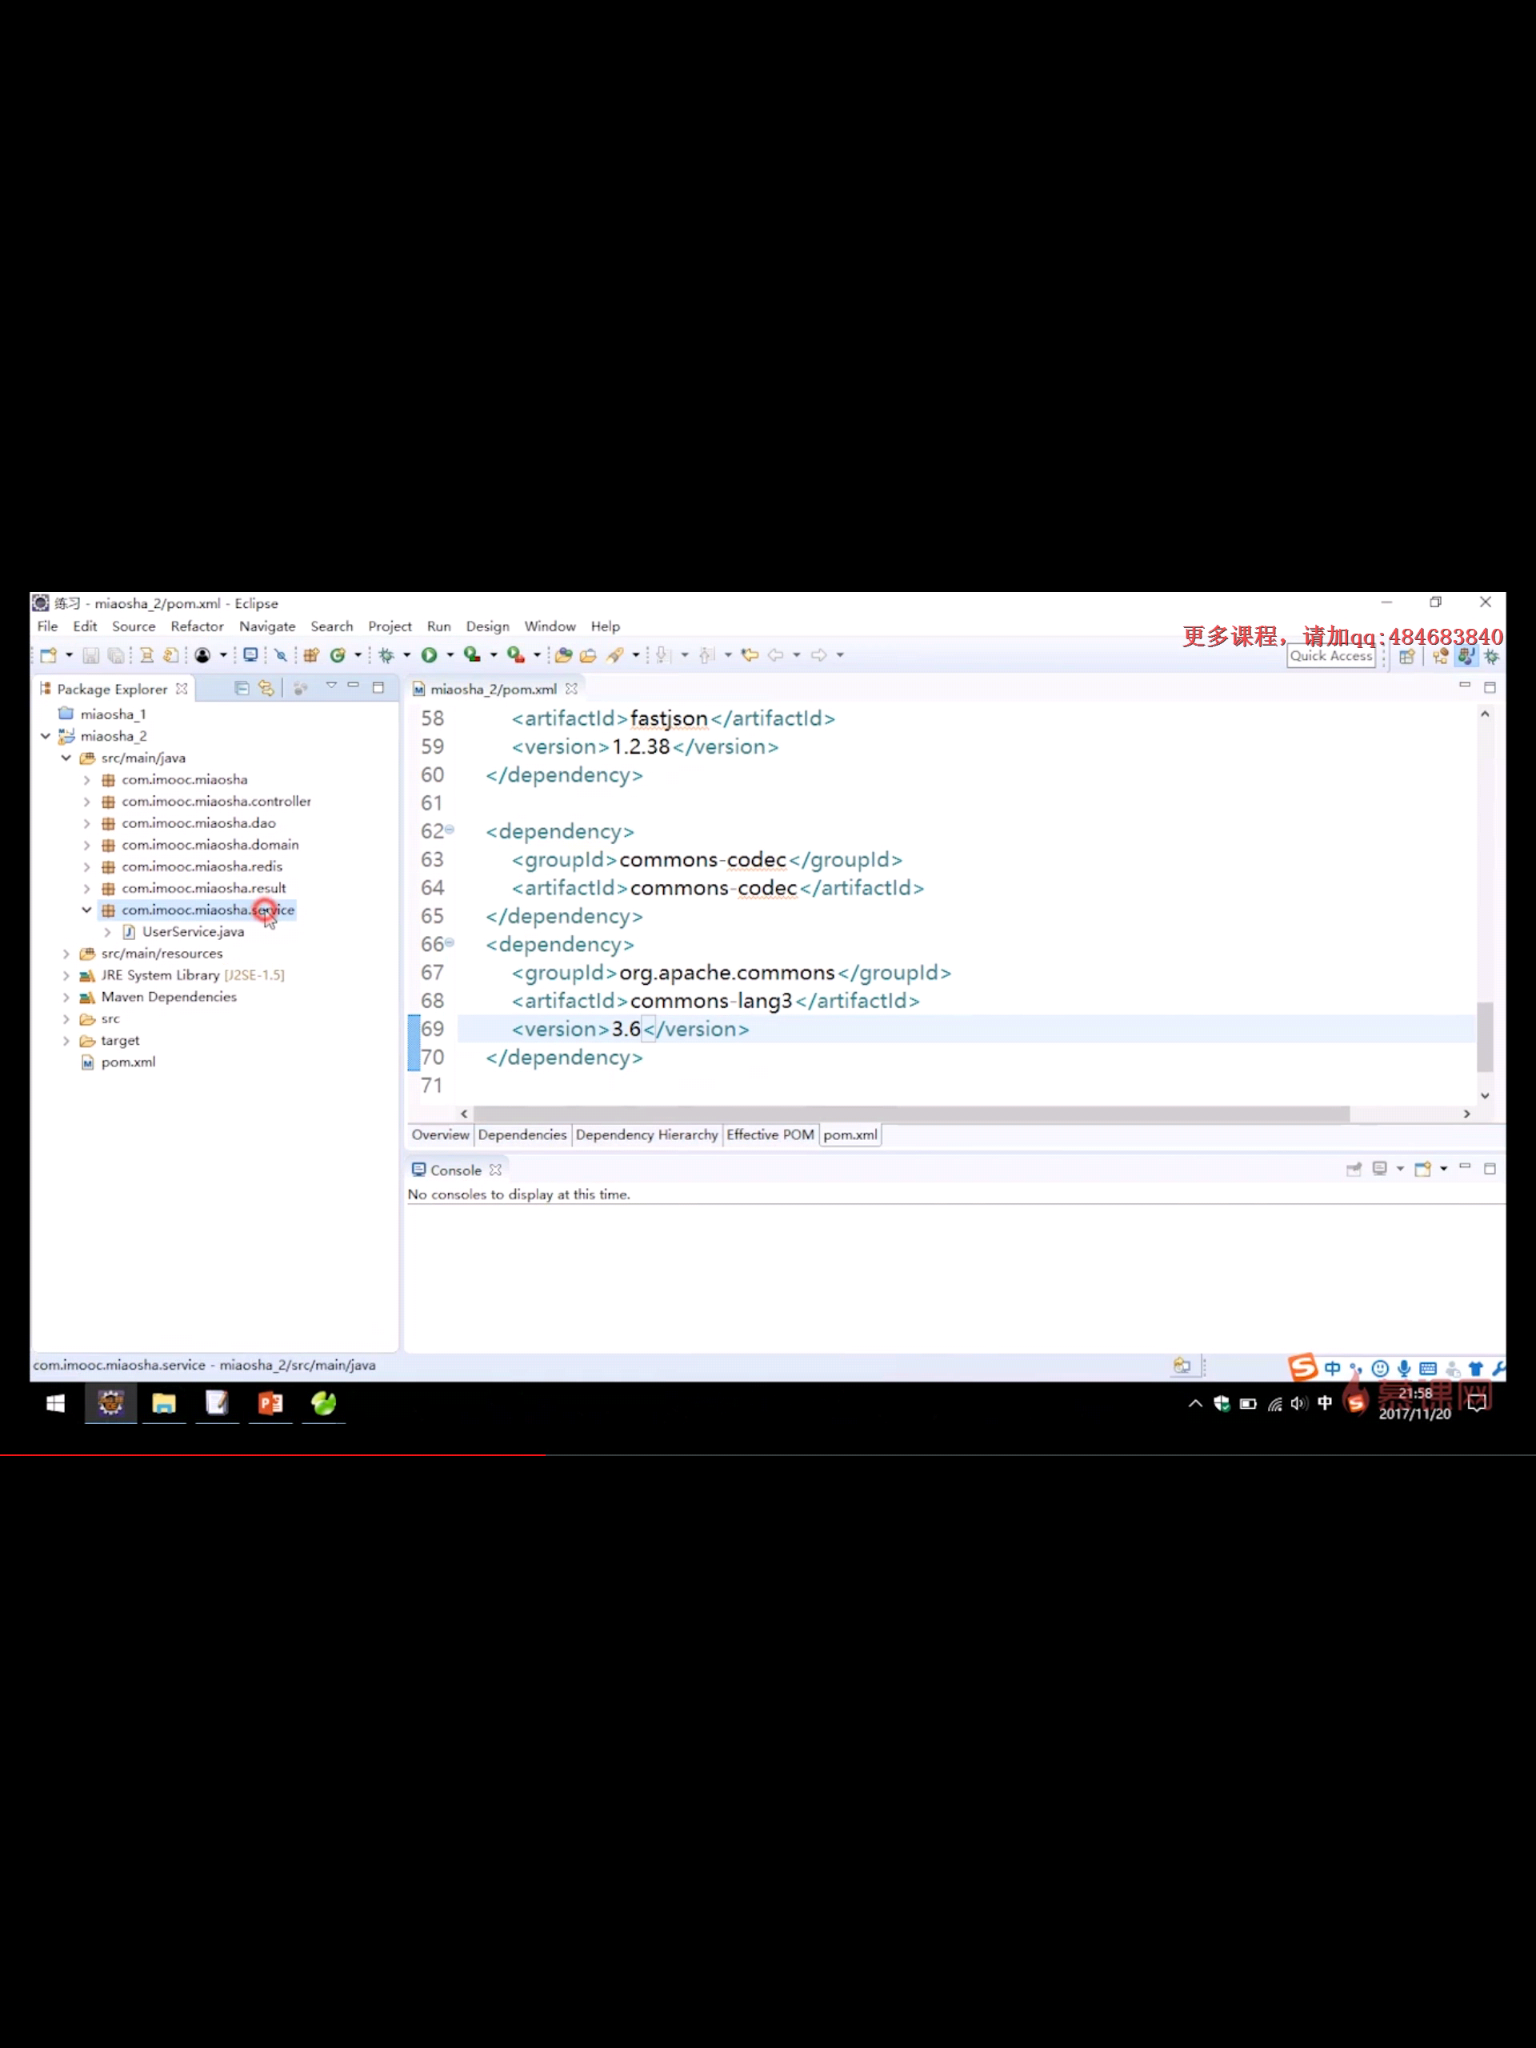 练习 - miaosha_2/pom.xml - Eclipse
File Edit Source Refactor Navigate Search Project Run Design Window Help
更多课程，请加qq:484683840
Quick Access
Package Explorer
miaosha_1
miaosha_2
src/main/java
com.imooc.miaosha
com.imooc.miaosha.controller
com.imooc.miaosha.dao
com.imooc.miaosha.domain
com.imooc.miaosha.redis
com.imooc.miaosha.result
com.imooc.miaosha.service
UserService.java
src/main/resources
JRE System Library [J2SE-1.5]
Maven Dependencies
src
target
pom.xml
miaosha_2/pom.xml
58 <artifactId>fastjson</artifactId>
59 <version>1.2.38</version>
60 </dependency>
61
62 <dependency>
63 <groupId>commons-codec</groupId>
64 <artifactId>commons-codec</artifactId>
65 </dependency>
66 <dependency>
67 <groupId>org.apache.commons</groupId>
68 <artifactId>commons-lang3</artifactId>
69 <version>3.6</version>
70 </dependency>
71
Overview Dependencies Dependency Hierarchy Effective POM pom.xml
Console
No consoles to display at this time.
com.imooc.miaosha.service - miaosha_2/src/main/java
中
慕课网
中
21:58
2017/11/20